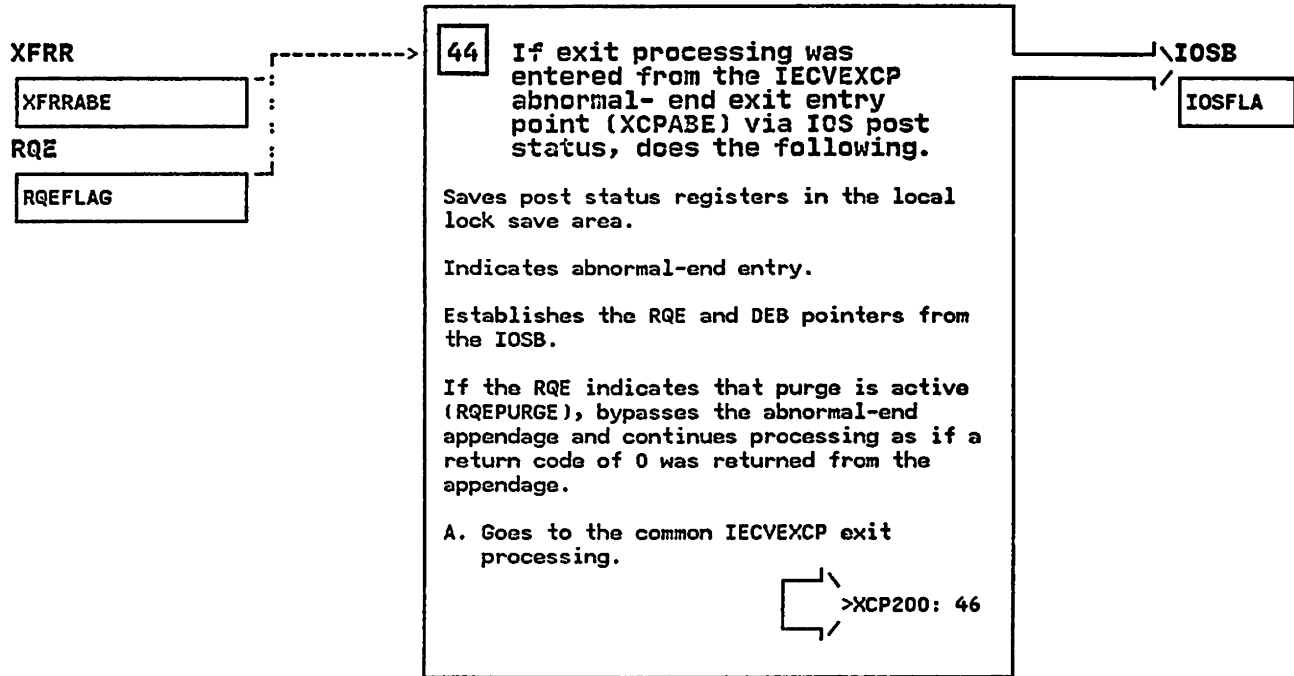 XFRR
XFRRABE
RQE
RQEFLAG
44 If exit processing was
entered from the IECVEXCP
abnormal- end exit entry
point (XCPABE) via IOS post
status, does the following.
Saves post status registers in the local
lock save area.
Indicates abnormal-end entry.
Establishes the RQE and DEB pointers from
the IOSB.
If the RQE indicates that purge is active
(RQEPURGE), bypasses the abnormal-end
appendage and continues processing as if a
return code of 0 was returned from the
appendage.
A. Goes to the common IECVEXCP exit
processing.
>XCP200: 46
IOSB
IOSFLA